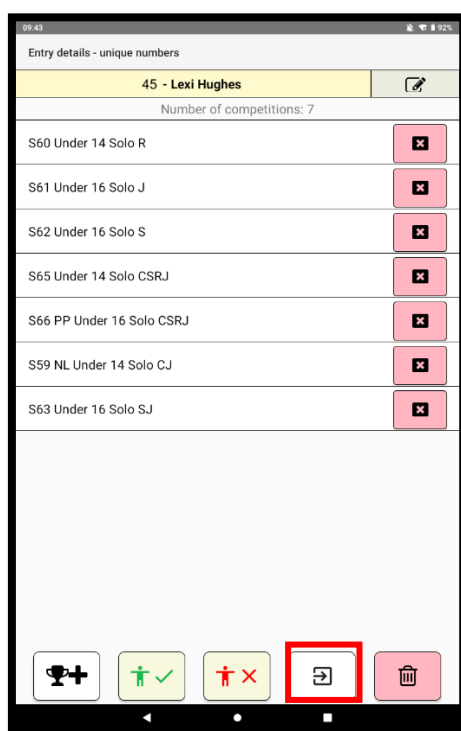 09:43 92%
Entry details - unique numbers
45 - Lexi Hughes
Number of competitions: 7
S60 Under 14 Solo R
S61 Under 16 Solo J
S62 Under 16 Solo S
S65 Under 14 Solo CSRJ
S66 PP Under 16 Solo CSRJ
S59 NL Under 14 Solo CJ
S63 Under 16 Solo SJ